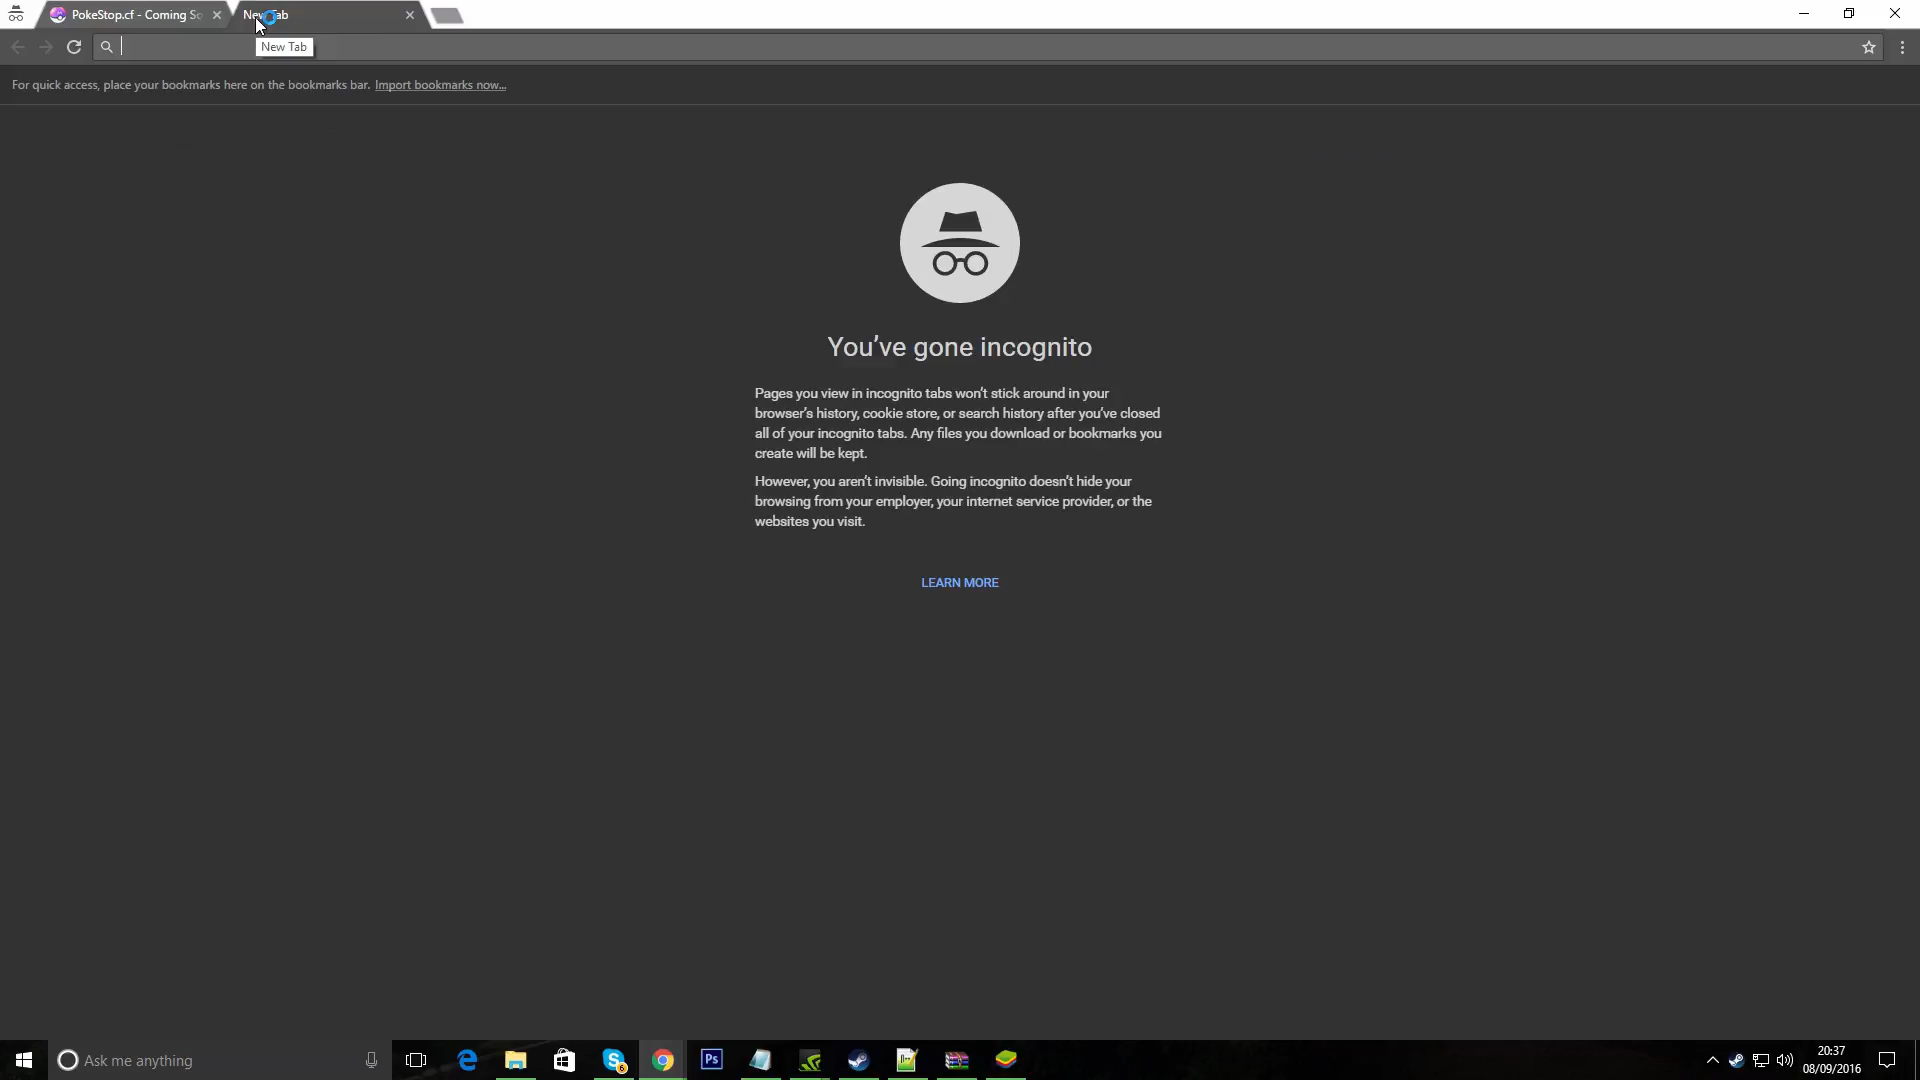 PokeStop.cf - Coming So
New Tab
New Tab
For quick access, place your bookmarks here on the bookmarks bar. Import bookmarks now...
You've gone incognito
Pages you view in incognito tabs won't stick around in your
browser's history, cookie store, or search history after you've closed
all of your incognito tabs. Any files you download or bookmarks you
create will be kept.
However, you aren't invisible. Going incognito doesn't hide your
browsing from your employer, your internet service provider, or the
websites you visit.
LEARN MORE
Ask me anything
6
Ps
20:37
08/09/2016